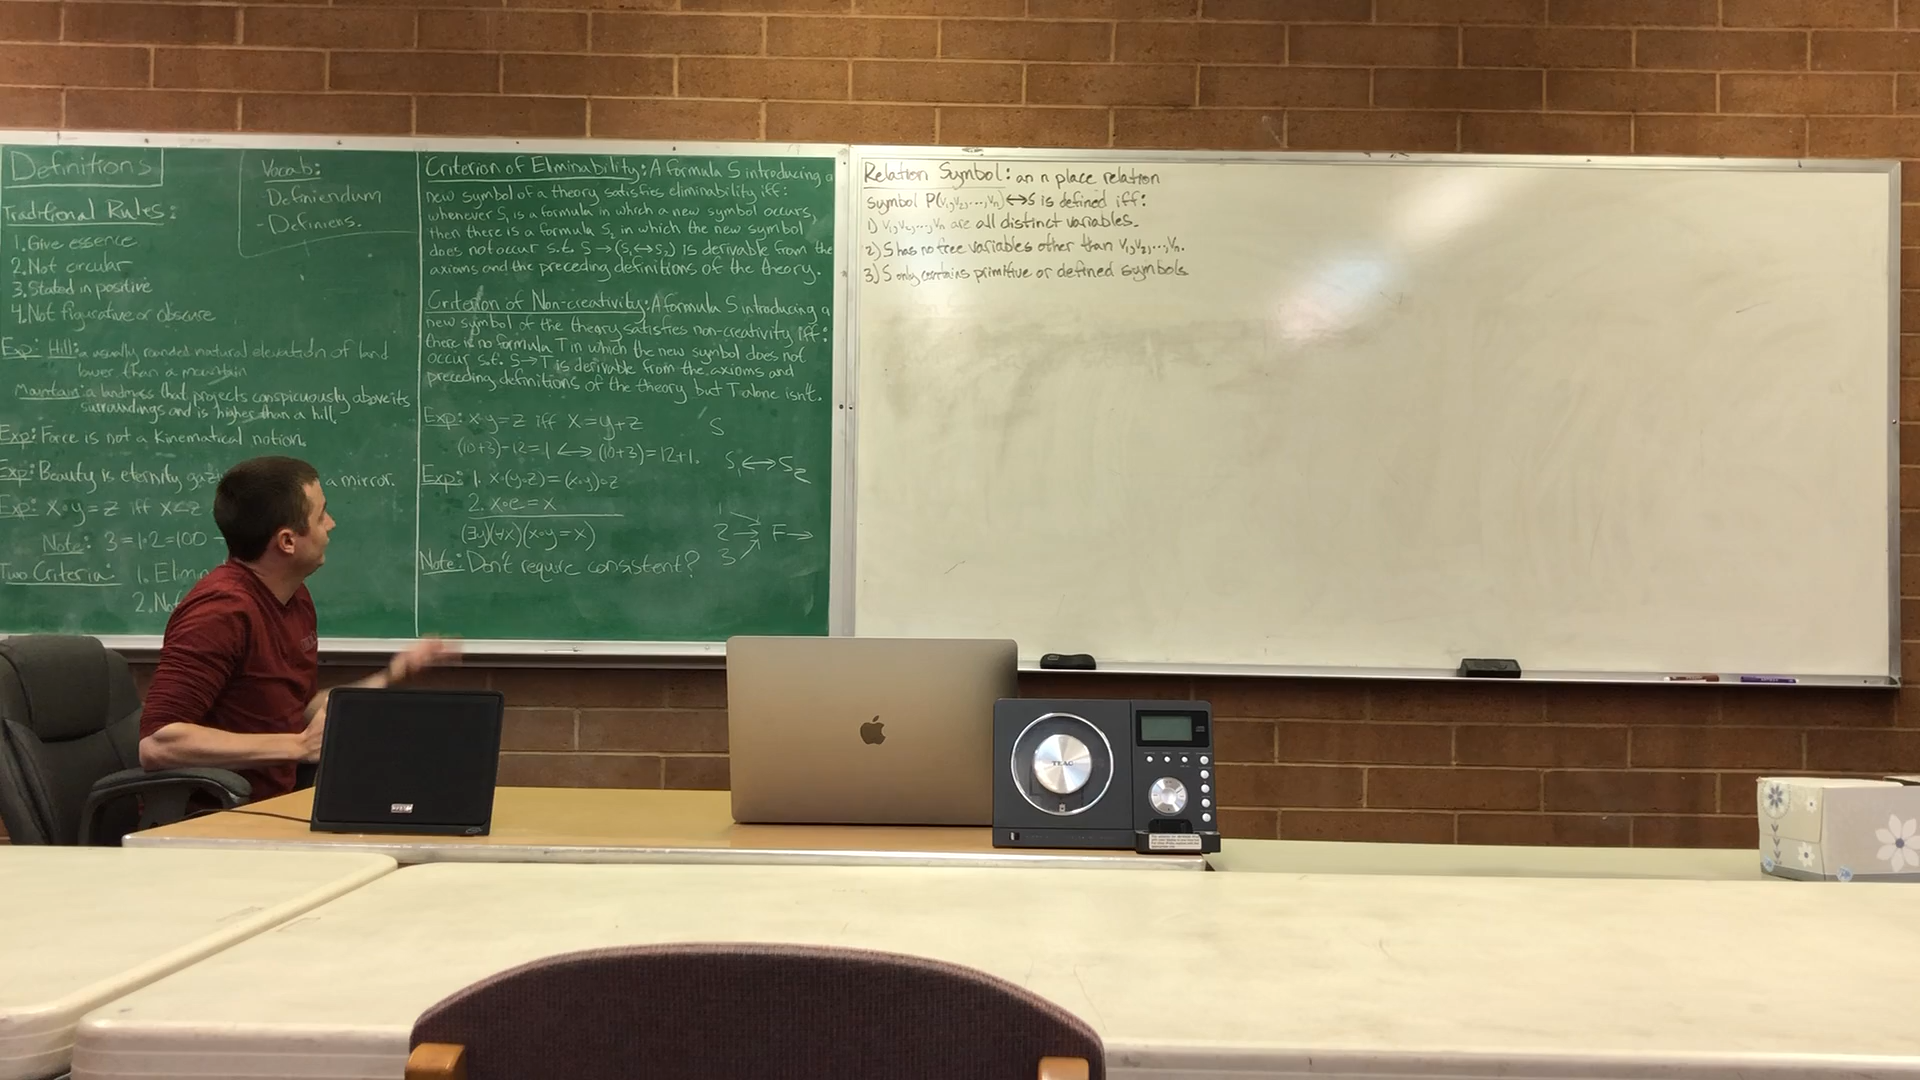 Definitions
Vocab:
- Definiendum
- Definiens.
Traditional Rules:
1. Give essence
2. Not circular
3. Stated in positive
4. Not figurative or obscure
Exp: Hill: a usually rounded natural elevation of land
lower than a mountain
Mountain: a landmass that projects conspicuously above its
surroundings and is higher than a hill.
Exp: Force is not a kinematical notion.
Exp: Beauty is eternity gazi
a mirror.
Exp: x∘y=z iff x<z
Note: 3=1∘2=100
Two Criteria: 1. Elim
2. No
Criterion of Elminability: A formula S introducing a
new symbol of a theory satisfies eliminability iff:
whenever S₁ is a formula in which a new symbol occurs,
then there is a formula S₂ in which the new symbol
does not occur s.t. S→(S₁↔S₂) is derivable from the
axioms and the preceding definitions of the theory.
Criterion of Non-creativity: A formula S introducing a
new symbol of the theory satisfies non-creativity iff:
there is no formula T in which the new symbol does not
occur s.t. S→T is derivable from the axioms and
preceding definitions of the theory but T alone isn't.
Exp: x-y=z iff x=y+z
(10+3)-12=1 ↔ (10+3)=12+1.
Exp: 1. x∘(y∘z)=(x∘y)∘z
2. x∘e=x
(∃y)(∀x)(x∘y=x)
Note: Don't require consistent?
S
S₁↔S₂
1
2 → F →
3
Relation Symbol: an n place relation
symbol P(v₁,v₂,...,vₙ)↔S is defined iff:
1) v₁,v₂,...,vₙ are all distinct variables.
2) S has no free variables other than v₁,v₂,...,vₙ.
3) S only contains primitive or defined symbols
TEAC